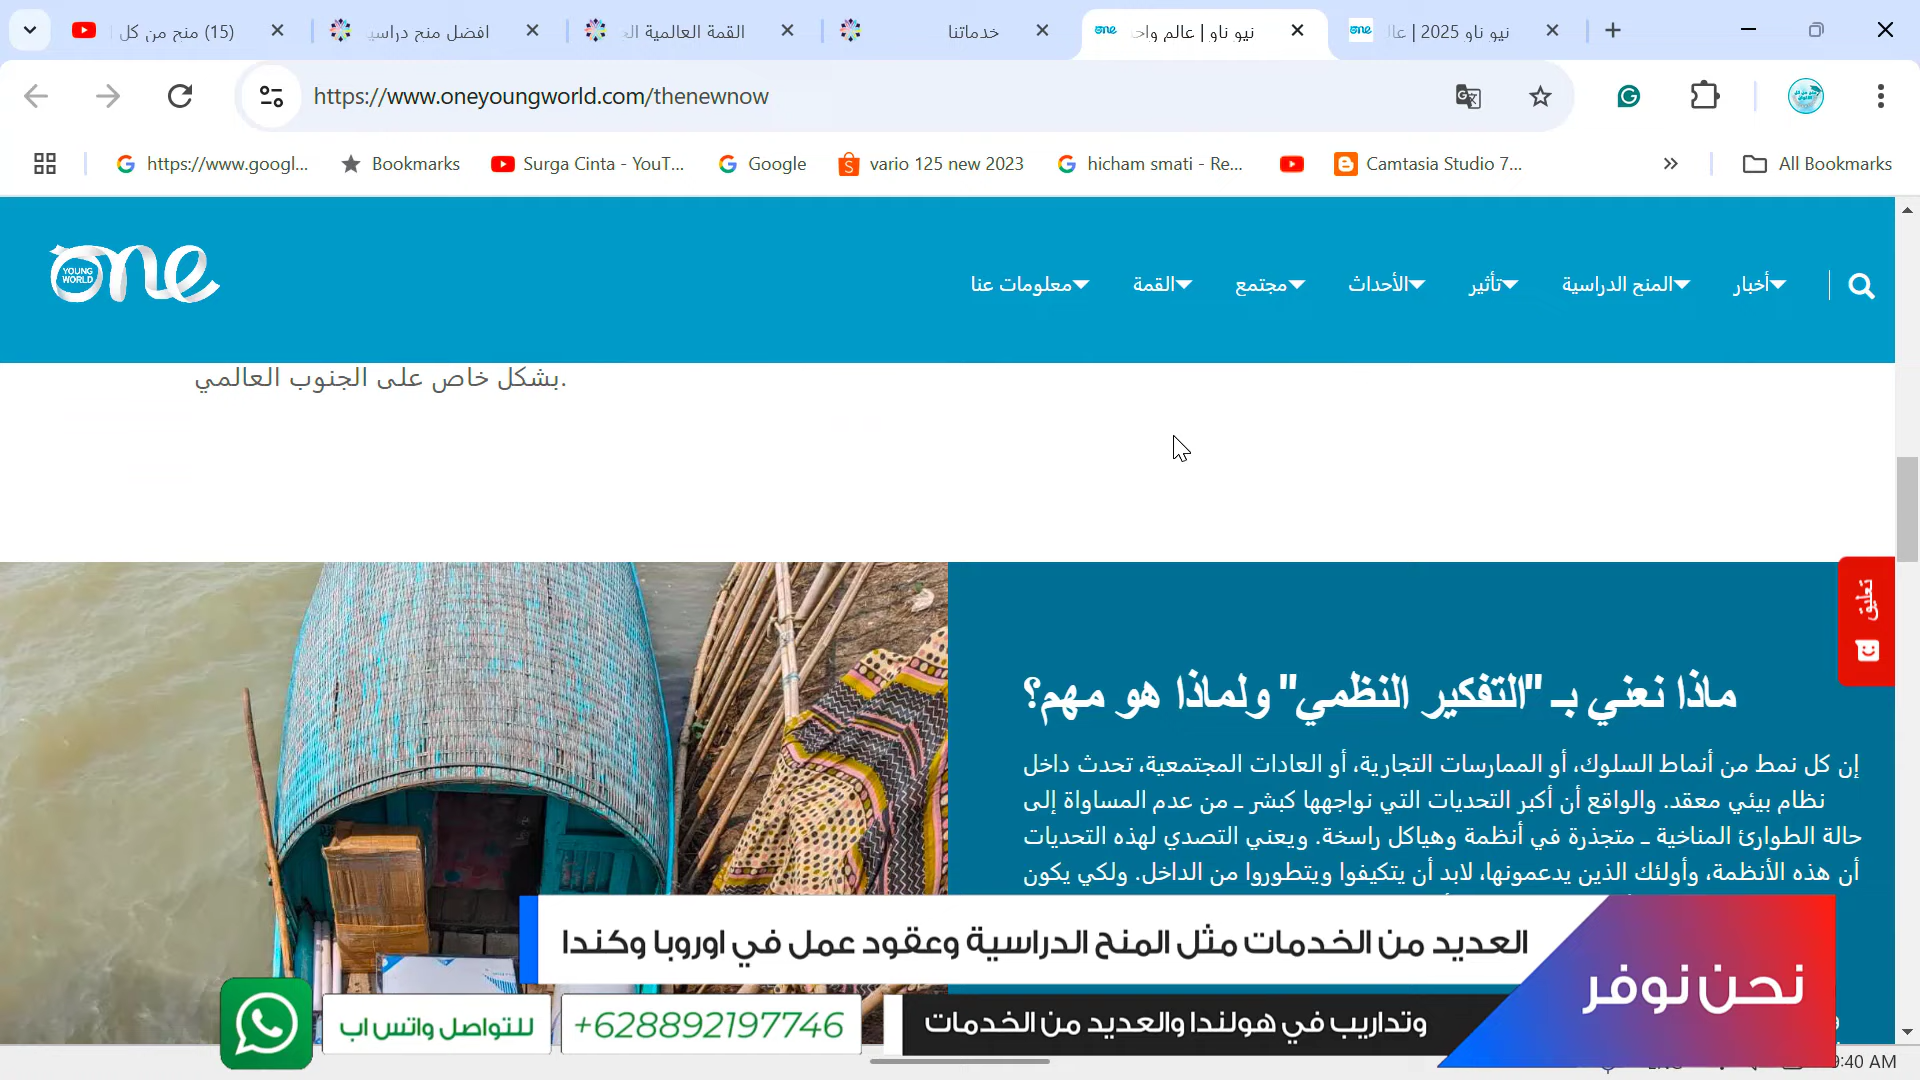 (15) منح من كل
افضل منح دراسية
القمة العالمية
خدماتنا
نيو ناو | عالم واحد
نيو ناو 2025 | عا
https://www.oneyoungworld.com/thenewnow
https://www.googl...
Bookmarks
Surga Cinta - YouT...
Google
vario 125 new 2023
hicham smati - Re...
Camtasia Studio 7...
All Bookmarks
one
YOUNG WORLD
معلومات عنا
القمة
مجتمع
الأحداث
تأثير
المنح الدراسية
أخبار
بشكل خاص على الجنوب العالمي.
تعليق
ماذا نعني بـ "التفكير النظمي" ولماذا هو مهم؟
إن كل نمط من أنماط السلوك، أو الممارسات التجارية، أو العادات المجتمعية، تحدث داخل
نظام بيئي معقد. والواقع أن أكبر التحديات التي نواجهها كبشر ـ من عدم المساواة إلى
حالة الطوارئ المناخية ـ متجذرة في أنظمة وهياكل راسخة. ويعني التصدي لهذه التحديات
أن هذه الأنظمة، وأولئك الذين يدعمونها، لابد أن يتكيفوا ويتطوروا من الداخل. ولكي يكون
العديد من الخدمات مثل المنح الدراسية وعقود عمل في اوروبا وكندا
نحن نوفر
وتداريب في هولندا والعديد من الخدمات
+628892197746
للتواصل واتس اب
9:40 AM